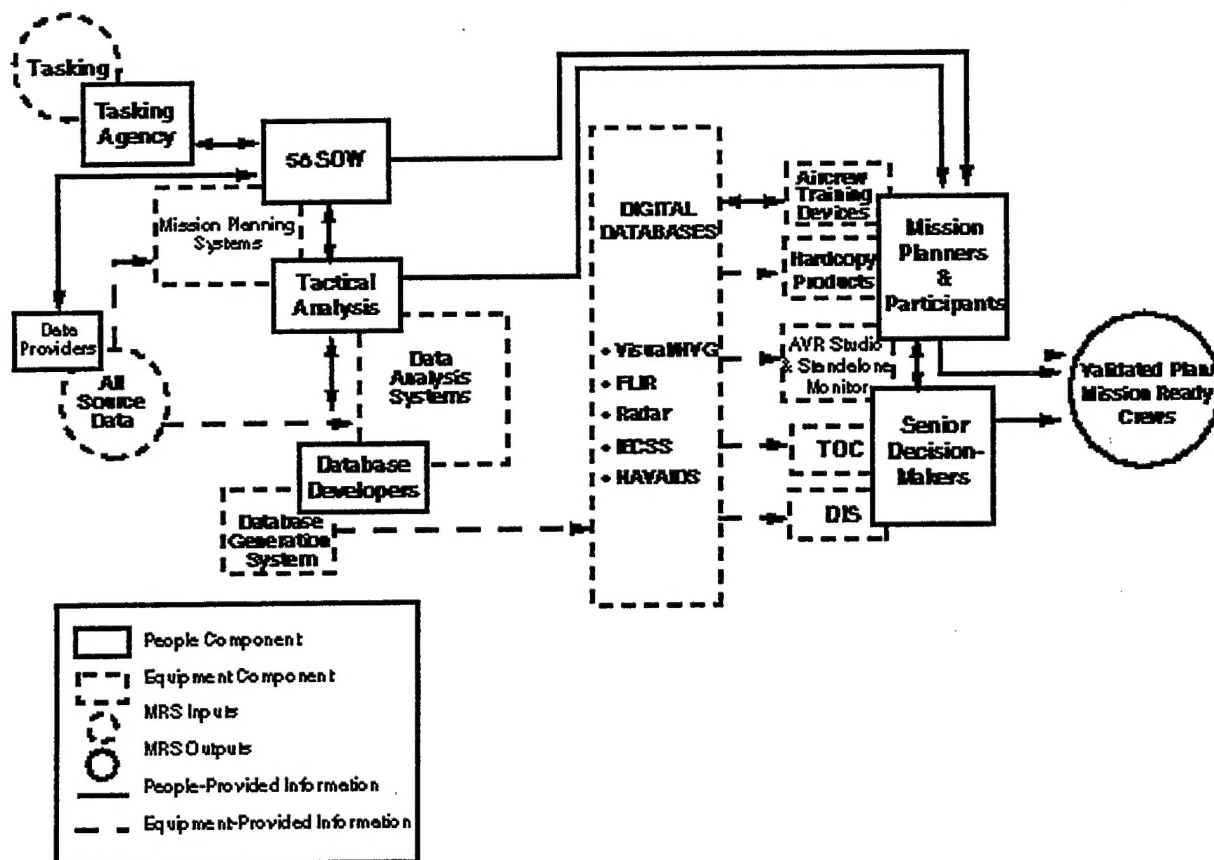 Tasking
Tasking
Agency
58 SOW
Mission Planning
Systems
Tactical
Analysis
Data
Providers
All
Source
Data
Data
Analysis
Systems
Database
Developers
Database
Generation
System
DIGITAL
DATABASES
• Visual/NVG
• FLIR
• Radar
• IECSS
• NAVAIDS
Aircrew
Training
Devices
Hardcopy
Products
AVR Studio
& Standalone
Monitor
TOC
DIS
Mission
Planners
&
Participants
Senior
Decision-
Makers
Validated Plan/
Mission Ready
Crews
People Component
Equipment Component
MRS Inputs
MRS Outputs
People-Provided Information
Equipment-Provided Information